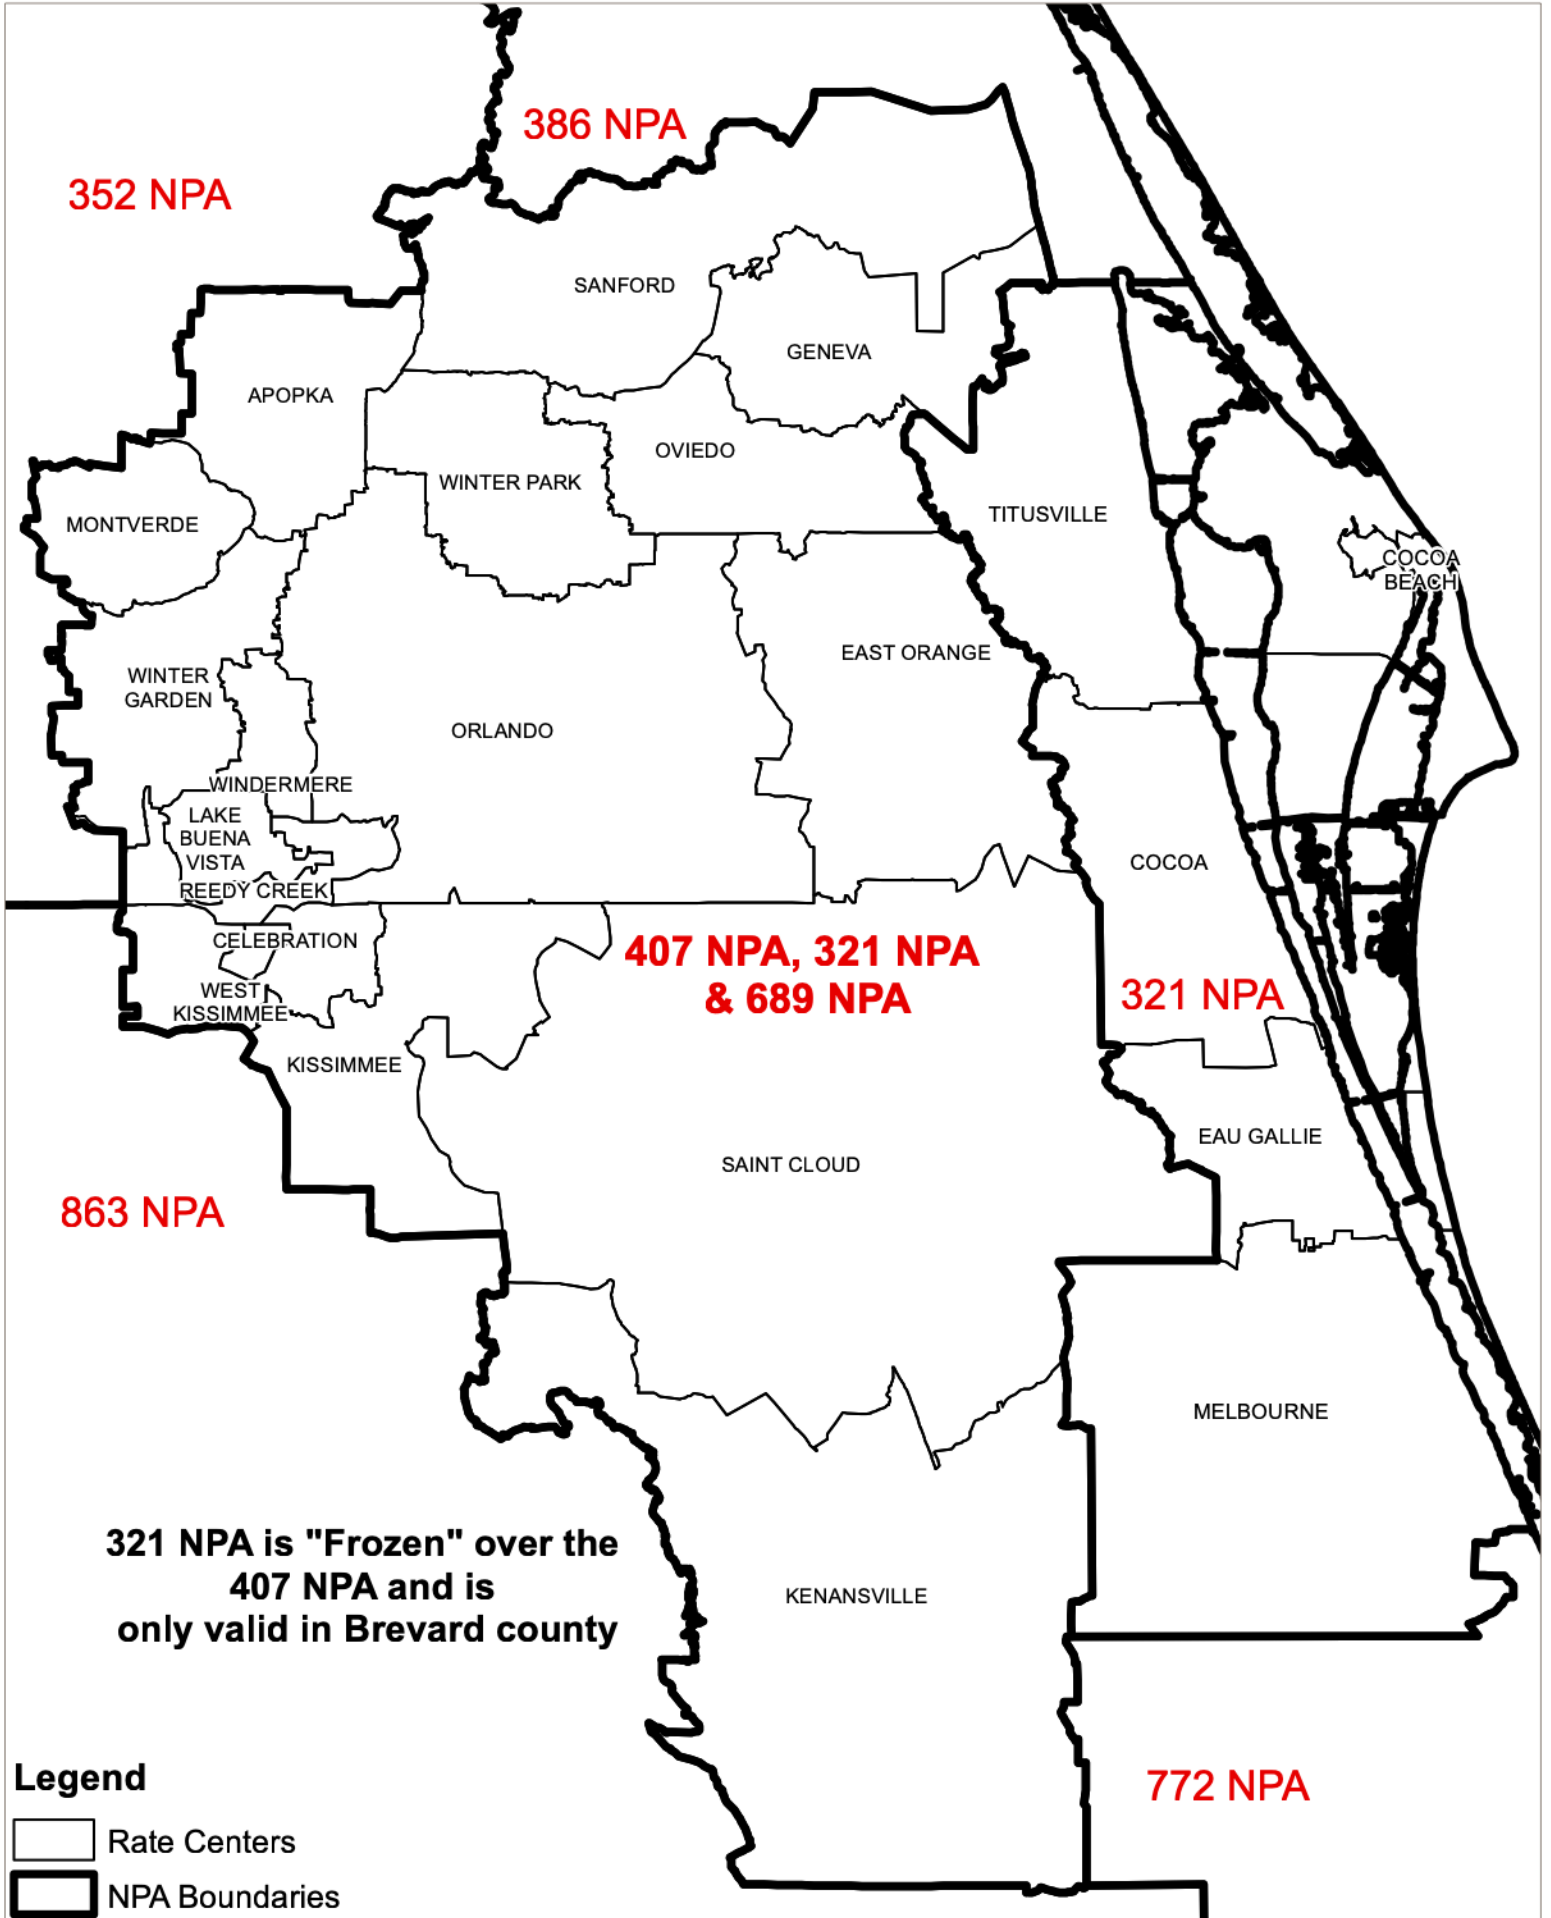 386 NPA
352 NPA
SANFORD
GENEVA
APOPKA
OVIEDO
WINTER PARK
TITUSVILLE
MONTVERDE
COCOA
BEACH
EAST ORANGE
WINTER
GARDEN
ORLANDO
WINDERMERE
LAKE
BUENA
VISTA
COCOA
REEDY CREEK
CELEBRATION
407 NPA, 321 NPA
& 689 NPA
WEST
KISSIMMEE
321 NPA
KISSIMMEE
EAU GALLIE
SAINT CLOUD
863 NPA
MELBOURNE
321 NPA is "Frozen" over the
407 NPA and is
only valid in Brevard county
KENANSVILLE
772 NPA
Legend
Rate Centers
NPA Boundaries